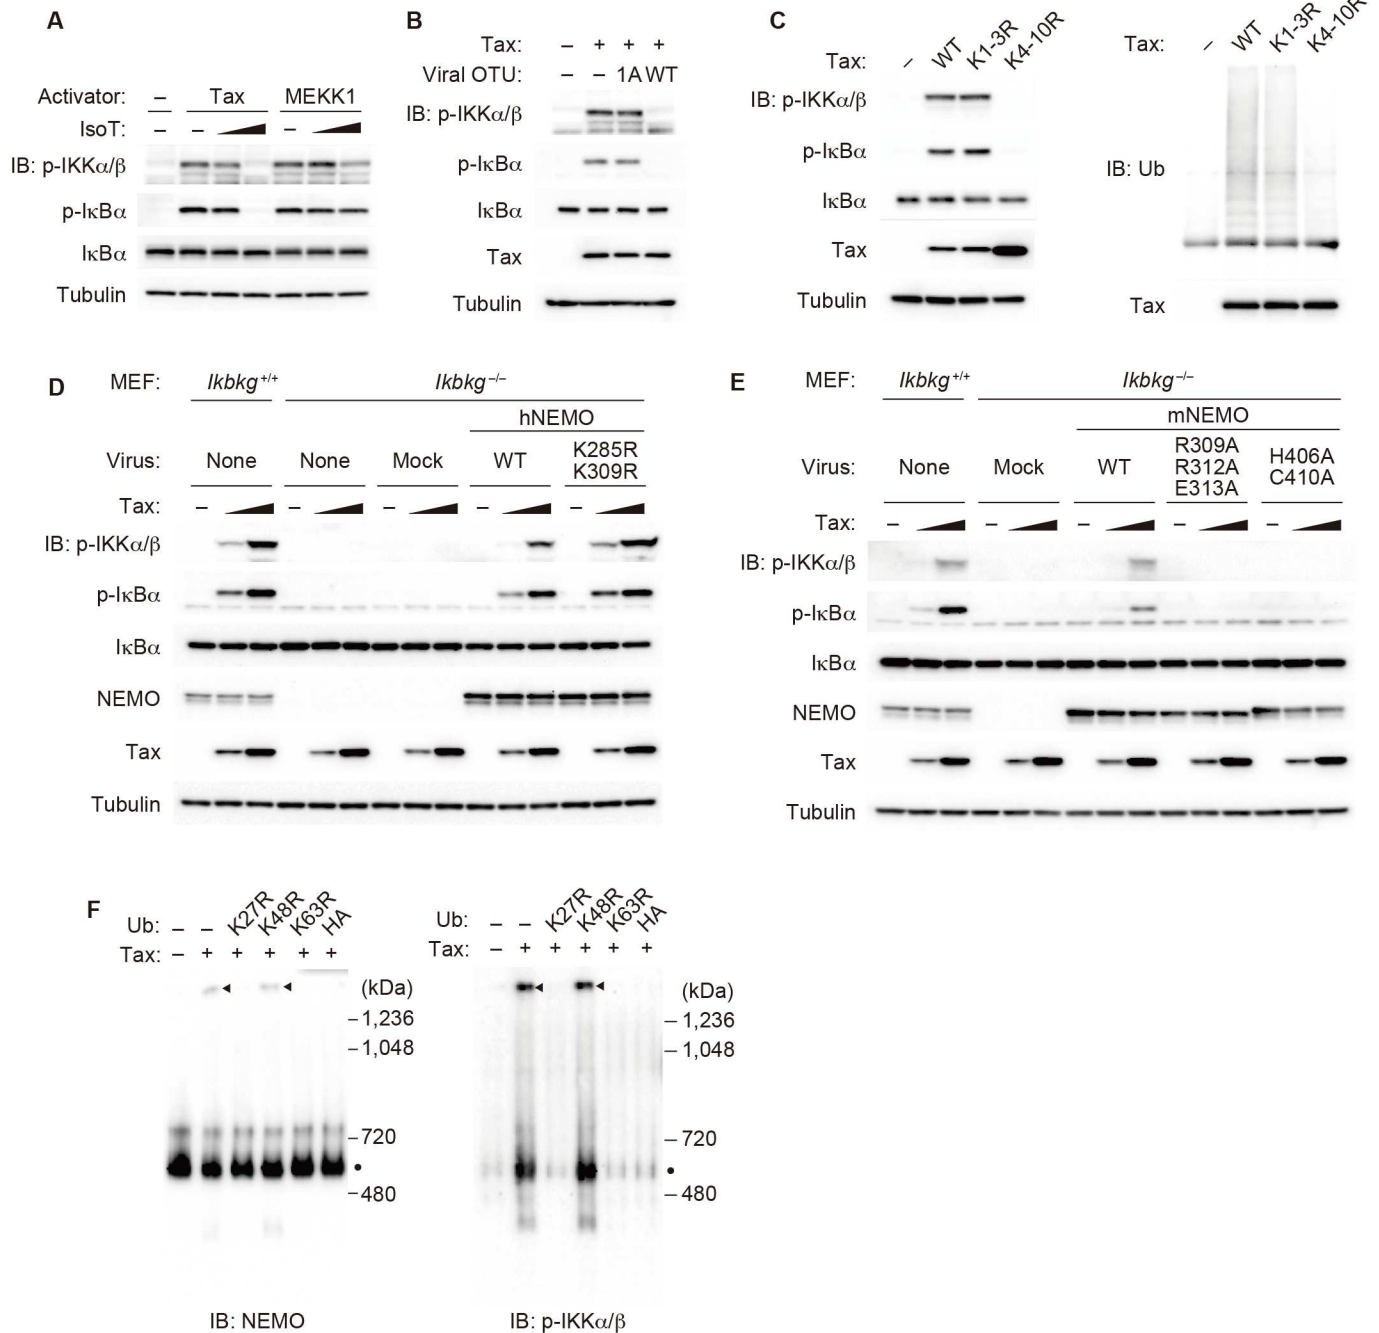 A
Activator: – Tax MEKK1
IsoT: – – –
IB: p-IKKα/β
p-IκBα
IκBα
Tubulin
B
Tax: – + + +
Viral OTU: – – 1A WT
IB: p-IKKα/β
p-IκBα
IκBα
Tax
Tubulin
C
Tax: – WT K1-3R K4-10R
IB: p-IKKα/β
p-IκBα
IκBα
Tax
Tubulin
Tax: – WT K1-3R K4-10R
IB: Ub
Tax
D
MEF: Ikbkg+/+ Ikbkg–/–
hNEMO
Virus: None None Mock WT K285R
K309R
Tax: – – – – –
IB: p-IKKα/β
p-IκBα
IκBα
NEMO
Tax
Tubulin
E
MEF: Ikbkg+/+ Ikbkg–/–
mNEMO
Virus: None Mock WT R309A
R312A
E313A
H406A
C410A
Tax: – – – – –
IB: p-IKKα/β
p-IκBα
IκBα
NEMO
Tax
Tubulin
F
Ub: – – K27R K48R K63R HA
Tax: – + + + + +
(kDa)
1,236
1,048
720
480
IB: NEMO
Ub: – – K27R K48R K63R HA
Tax: – + + + + +
(kDa)
1,236
1,048
720
480
IB: p-IKKα/β